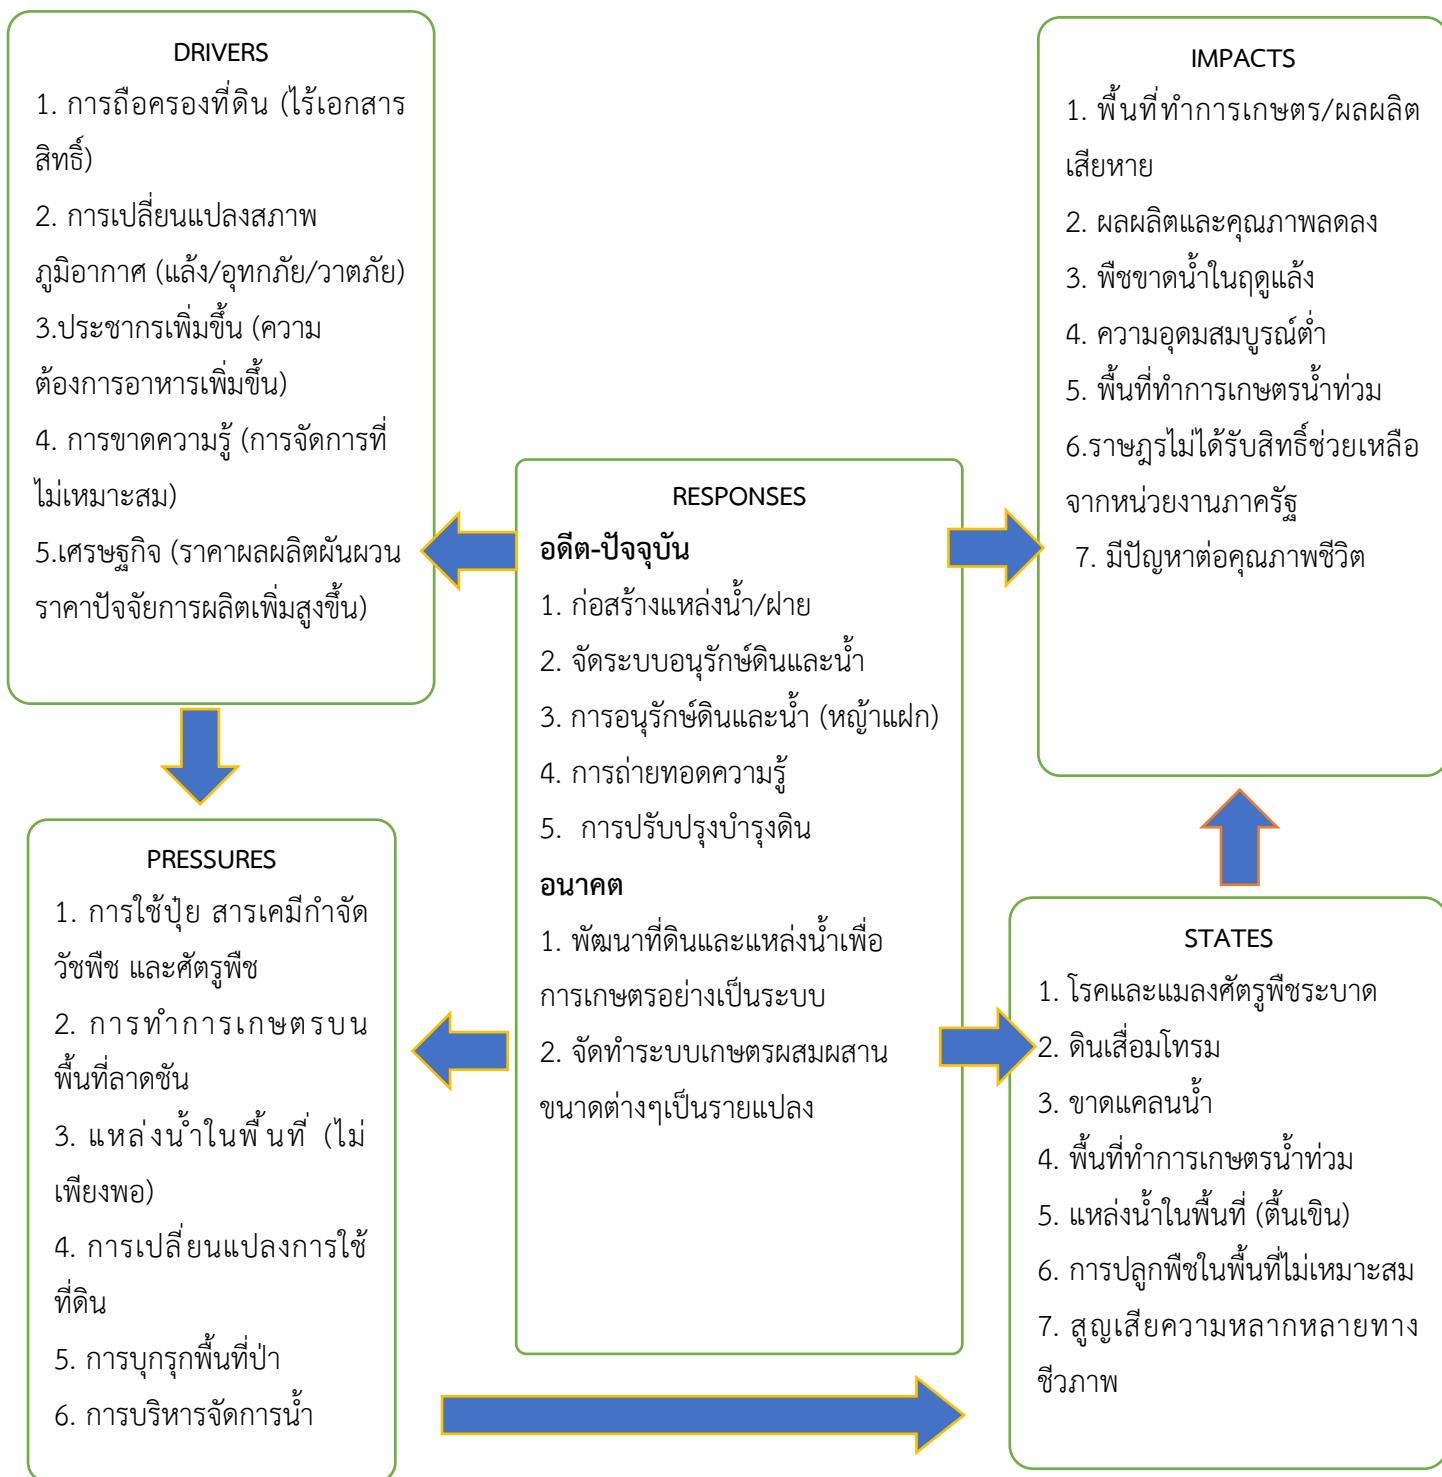 DRIVERS
1. การถือครองที่ดิน (ไร้เอกสาร
สิทธิ์)
2. การเปลี่ยนแปลงสภาพ
ภูมิอากาศ (แล้ง/อุทกภัย/วาตภัย)
3.ประชากรเพิ่มขึ้น (ความ
ต้องการอาหารเพิ่มขึ้น)
4. การขาดความรู้ (การจัดการที่
ไม่เหมาะสม)
5.เศรษฐกิจ (ราคาผลผลิตผันผวน
ราคาปัจจัยการผลิตเพิ่มสูงขึ้น)
PRESSURES
1. การใช้ปุ๋ย สารเคมีกำจัด
วัชพืช และศัตรูพืช
2. การทำการเกษตรบน
พื้นที่ลาดชัน
3. แหล่งน้ำในพื้นที่ (ไม่
เพียงพอ)
4. การเปลี่ยนแปลงการใช้
ที่ดิน
5. การบุกรุกพื้นที่ป่า
6. การบริหารจัดการน้ำ
RESPONSES
อดีต-ปัจจุบัน
1. ก่อสร้างแหล่งน้ำ/ฝาย
2. จัดระบบอนุรักษ์ดินและน้ำ
3. การอนุรักษ์ดินและน้ำ (หญ้าแฝก)
4. การถ่ายทอดความรู้
5. การปรับปรุงบำรุงดิน
อนาคต
1. พัฒนาที่ดินและแหล่งน้ำเพื่อ
การเกษตรอย่างเป็นระบบ
2. จัดทำระบบเกษตรผสมผสาน
ขนาดต่างๆเป็นรายแปลง
IMPACTS
1. พื้นที่ทำการเกษตร/ผลผลิต
เสียหาย
2. ผลผลิตและคุณภาพลดลง
3. พืชขาดน้ำในฤดูแล้ง
4. ความอุดมสมบูรณ์ต่ำ
5. พื้นที่ทำการเกษตรน้ำท่วม
6.ราษฎรไม่ได้รับสิทธิ์ช่วยเหลือ
จากหน่วยงานภาครัฐ
7. มีปัญหาต่อคุณภาพชีวิต
STATES
1. โรคและแมลงศัตรูพืชระบาด
2. ดินเสื่อมโทรม
3. ขาดแคลนน้ำ
4. พื้นที่ทำการเกษตรน้ำท่วม
5. แหล่งน้ำในพื้นที่ (ตื้นเขิน)
6. การปลูกพืชในพื้นที่ไม่เหมาะสม
7. สูญเสียความหลากหลายทาง
ชีวภาพ